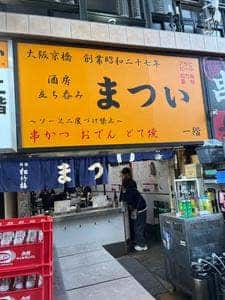 大阪京橋 創業昭和二十七年
酒房
立ち呑み
まつい
～ソース二度づけ禁止～
串かつ おでん どて焼
一階
まつい